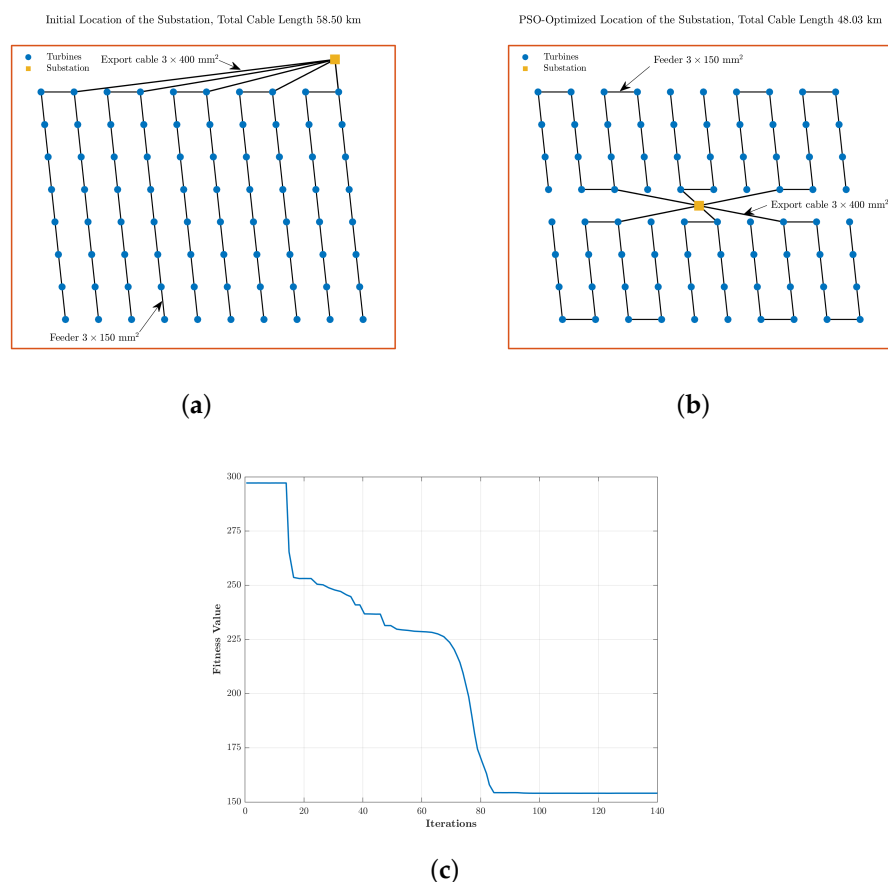 Initial Location of the Substation, Total Cable Length 58.50 km
Turbines
Substation
Export cable 3 × 400 mm²
Feeder 3 × 150 mm²
(a)
PSO-Optimized Location of the Substation, Total Cable Length 48.03 km
Turbines
Substation
Feeder 3 × 150 mm²
Export cable 3 × 400 mm²
(b)
Fitness Value
300
275
250
225
200
175
150
0 20 40 60 80 100 120 140
Iterations
(c)